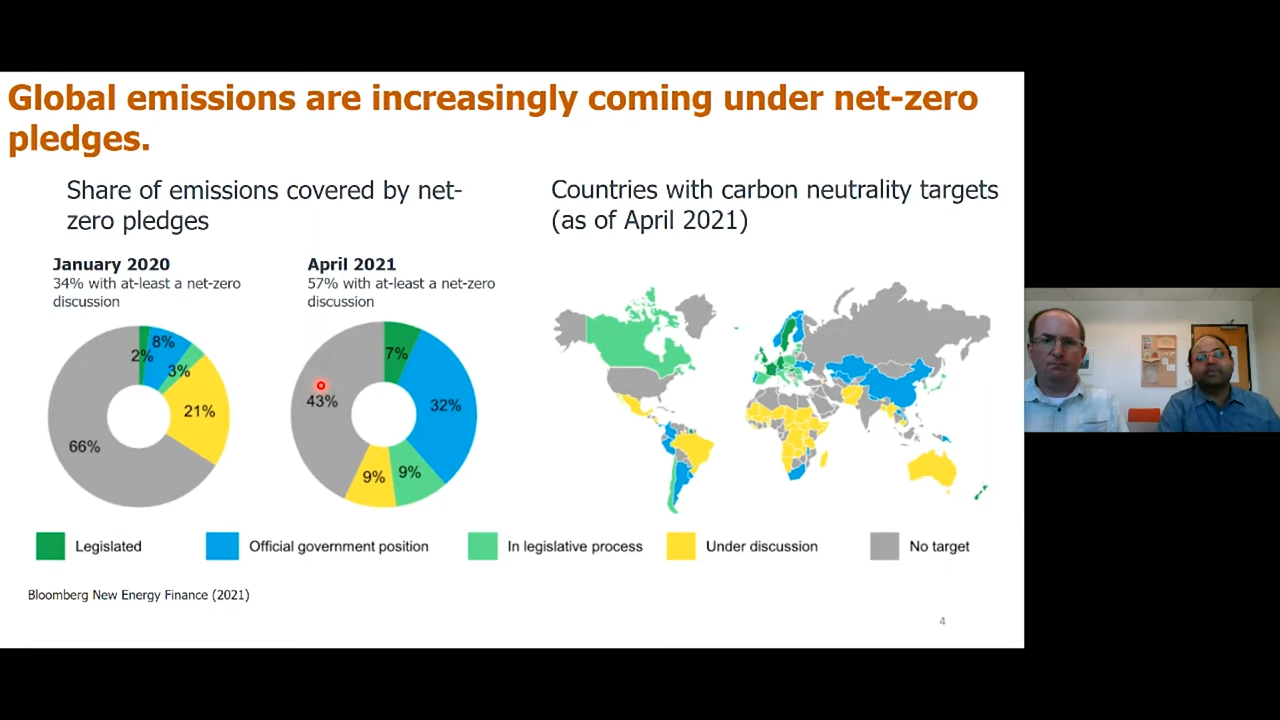 Global emissions are increasingly coming under net-zero
pledges.
Share of emissions covered by net-
zero pledges
Countries with carbon neutrality targets
(as of April 2021)
January 2020
34% with at-least a net-zero
discussion
April 2021
57% with at-least a net-zero
discussion
2%
8%
3%
21%
66%
7%
32%
9%
9%
43%
Legislated
Official government position
In legislative process
Under discussion
No target
Bloomberg New Energy Finance (2021)
4